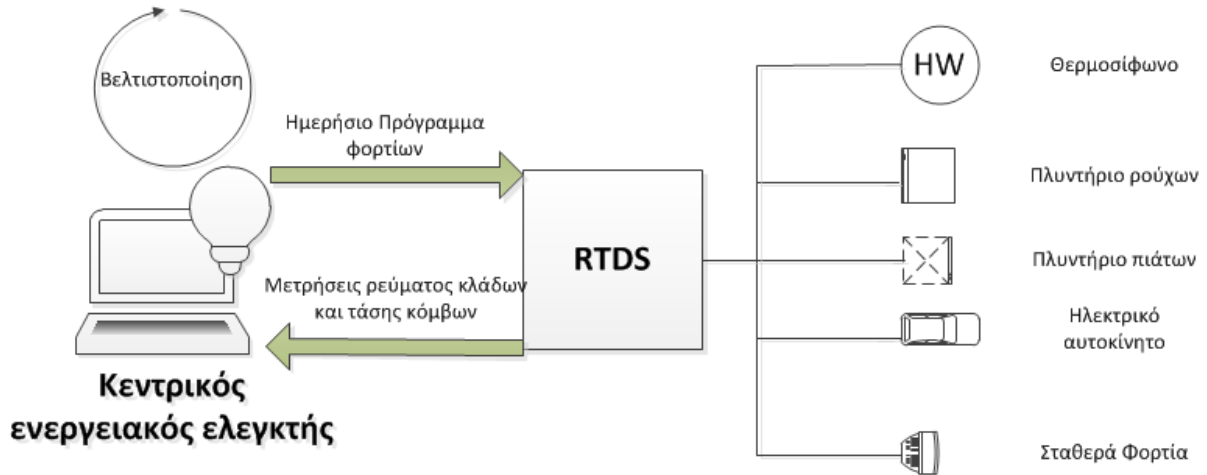 Βελτιστοποίηση
Ημερήσιο Πρόγραμμα
φορτίων
Μετρήσεις ρεύματος κλάδων
και τάσης κόμβων
Κεντρικός
ενεργειακός ελεγκτής
RTDS
HW
Θερμοσίφωνο
Πλυντήριο ρούχων
Πλυντήριο πιάτων
Ηλεκτρικό
αυτοκίνητο
Σταθερά Φορτία